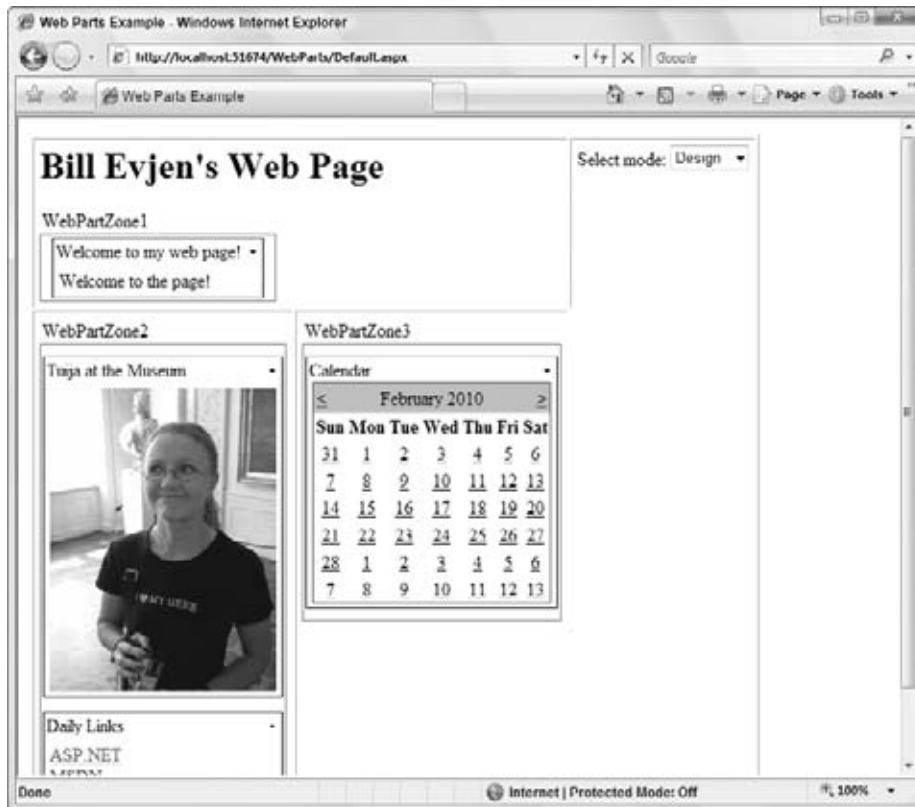 Web Parts Example - Windows Internet Explorer
http://localhost:51674/WebParts/Default.aspx
Google
Web Parts Example
Page
Tools
Bill Evjen's Web Page
Select mode: Design
WebPartZone1
Welcome to my web page!
Welcome to the page!
WebPartZone2
WebPartZone3
Tuija at the Museum
I ♥ MY GEEK
Calendar
< February 2010 >
Sun Mon Tue Wed Thu Fri Sat
31 1 2 3 4 5 6
7 8 9 10 11 12 13
14 15 16 17 18 19 20
21 22 23 24 25 26 27
28 1 2 3 4 5 6
7 8 9 10 11 12 13
Daily Links
ASP.NET
MSDN
Done
Internet | Protected Mode: Off
100%